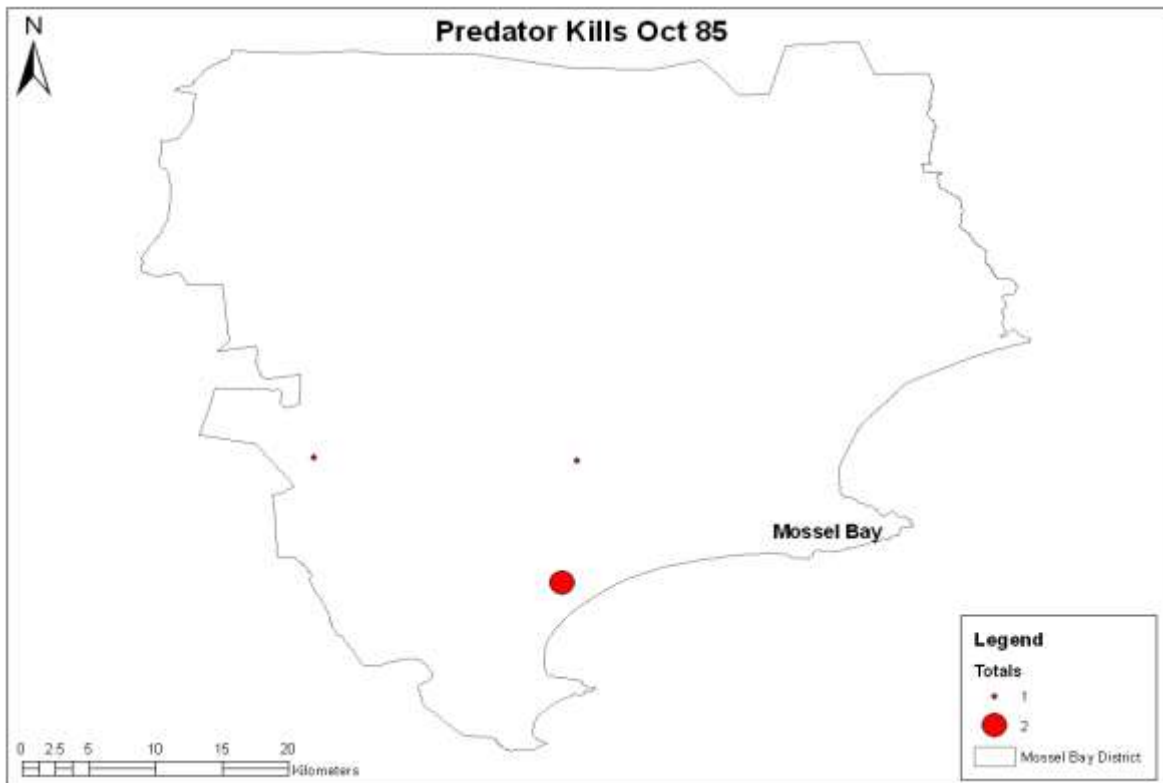 Predator Kills Oct 85
N
Mossel Bay
Legend
Totals
1
2
Mossel Bay District
0 2.5 5 10 15 20
Kilometers